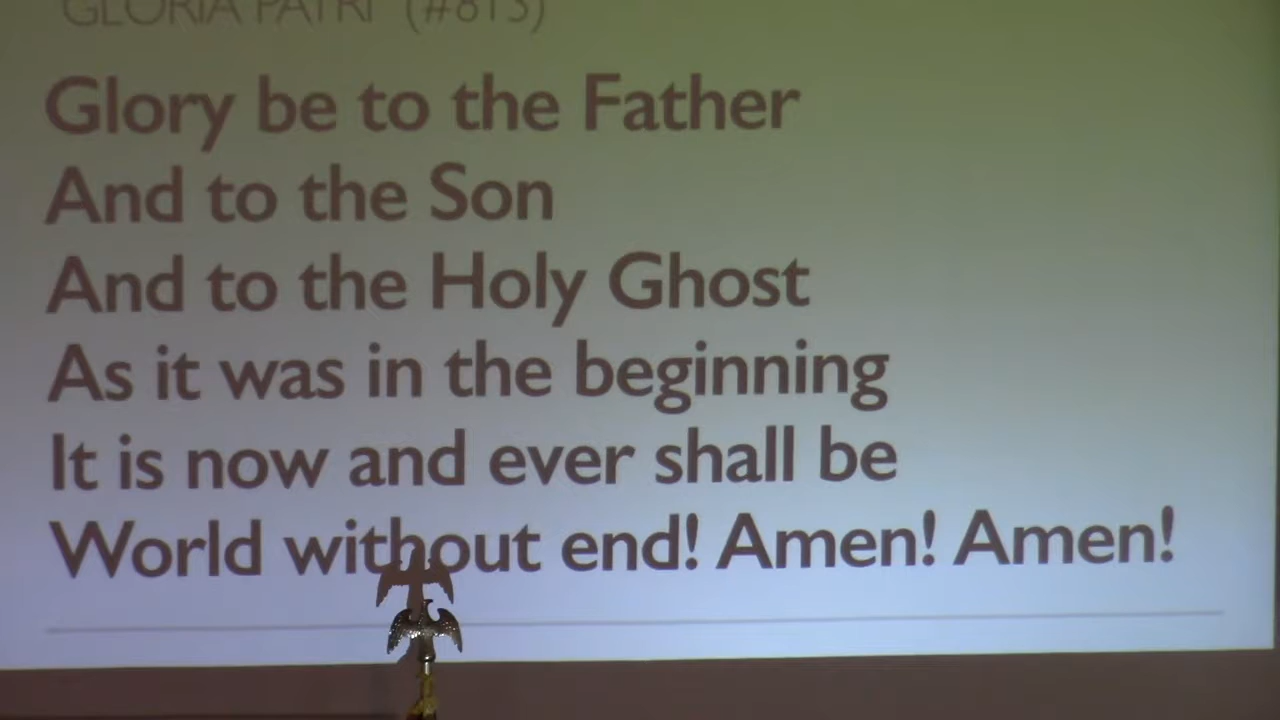 GLORIA PATRI (#813)
Glory be to the Father
And to the Son
And to the Holy Ghost
As it was in the beginning
It is now and ever shall be
World without end! Amen! Amen!